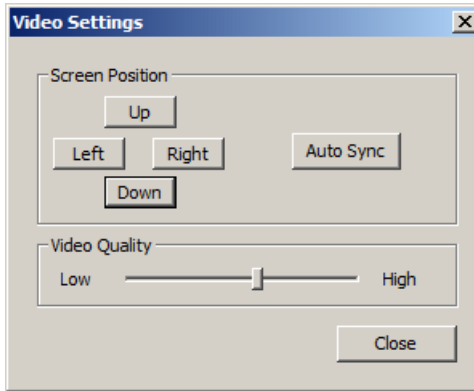 Video Settings
Screen Position
Up
Left Right Auto Sync
Down
Video Quality
Low High
Close